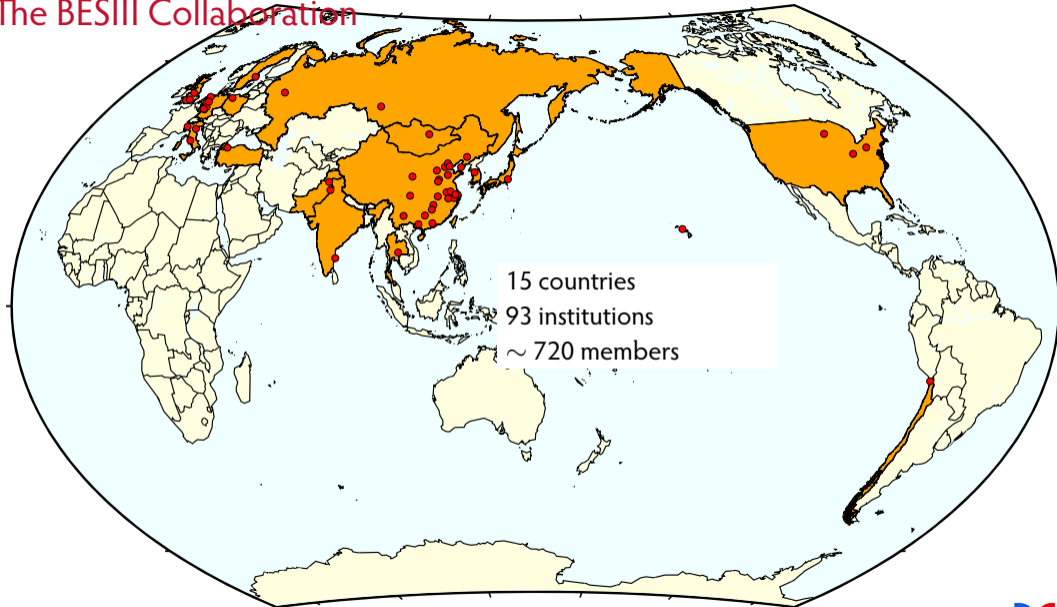 The BESIII Collaboration
15 countries
93 institutions
~ 720 members